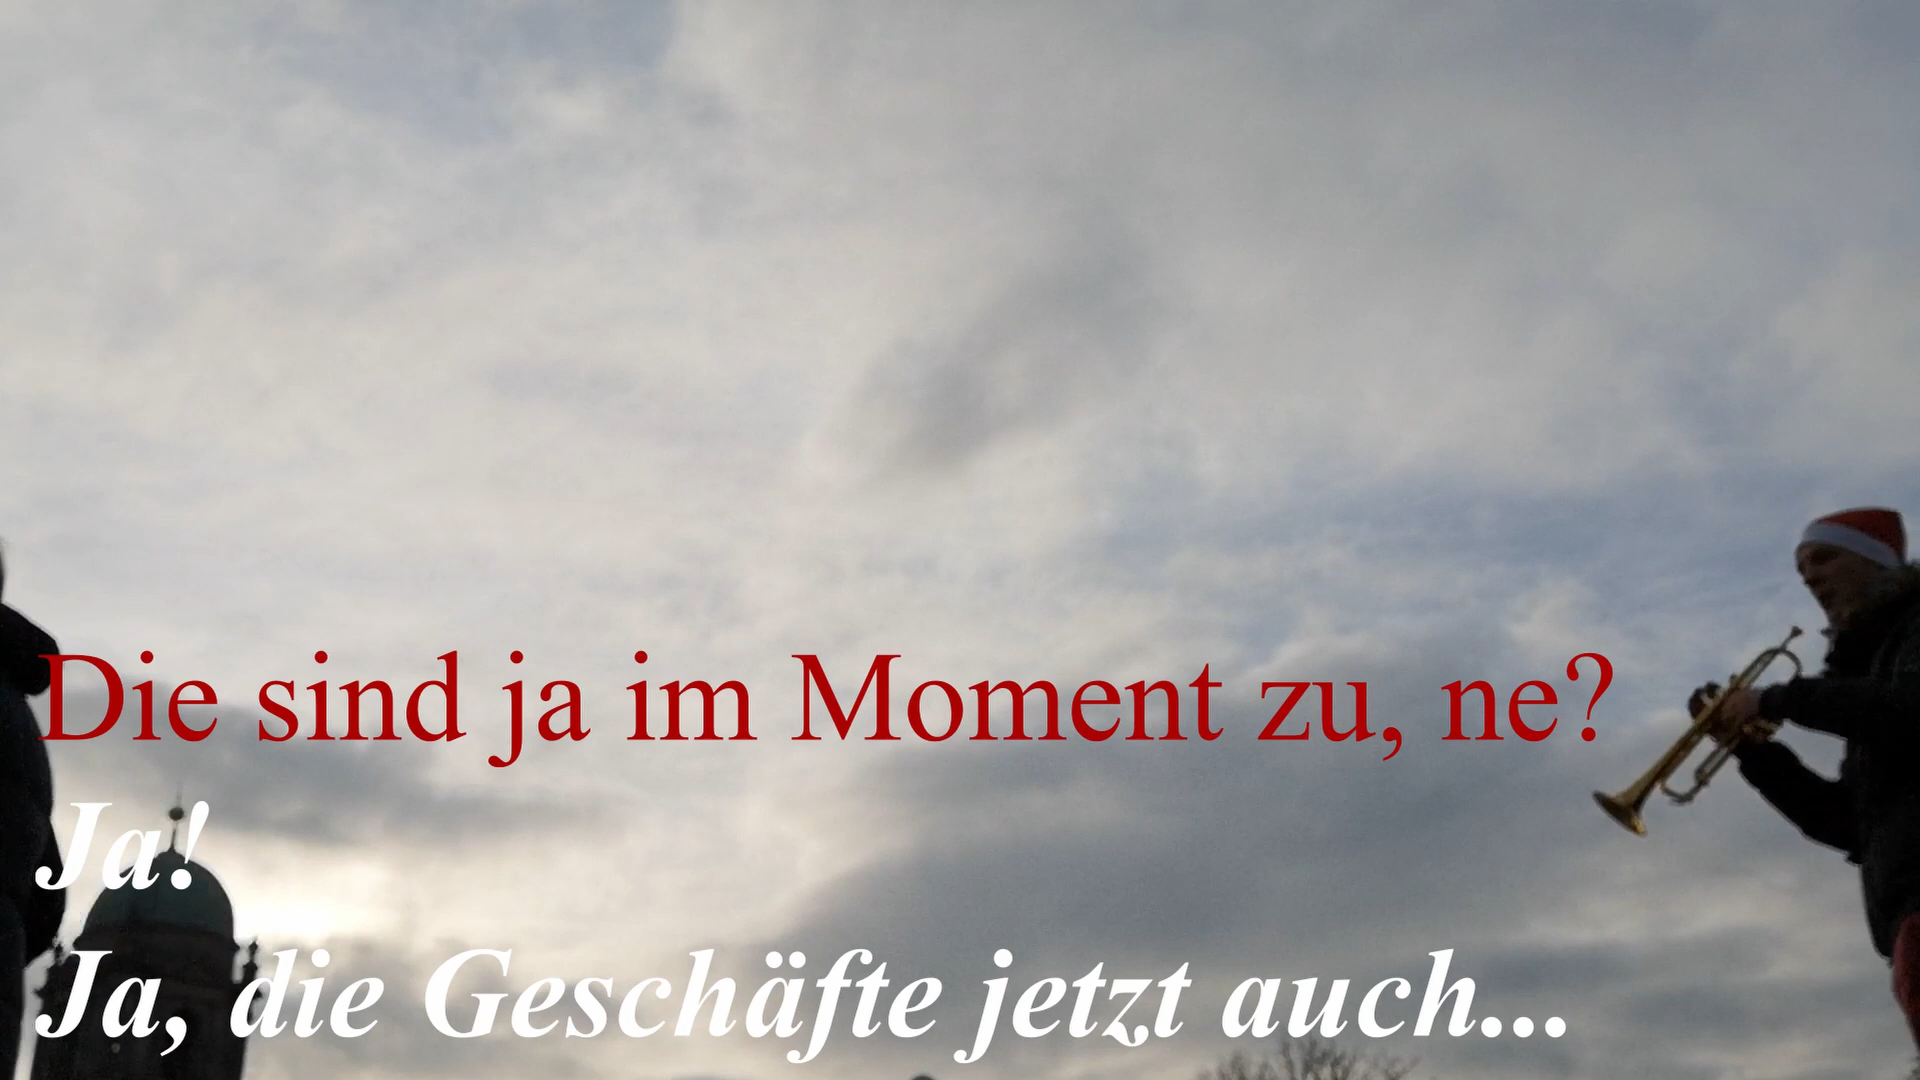 Die sind ja im Moment zu, ne?
Ja!
Ja, die Geschäfte jetzt auch...